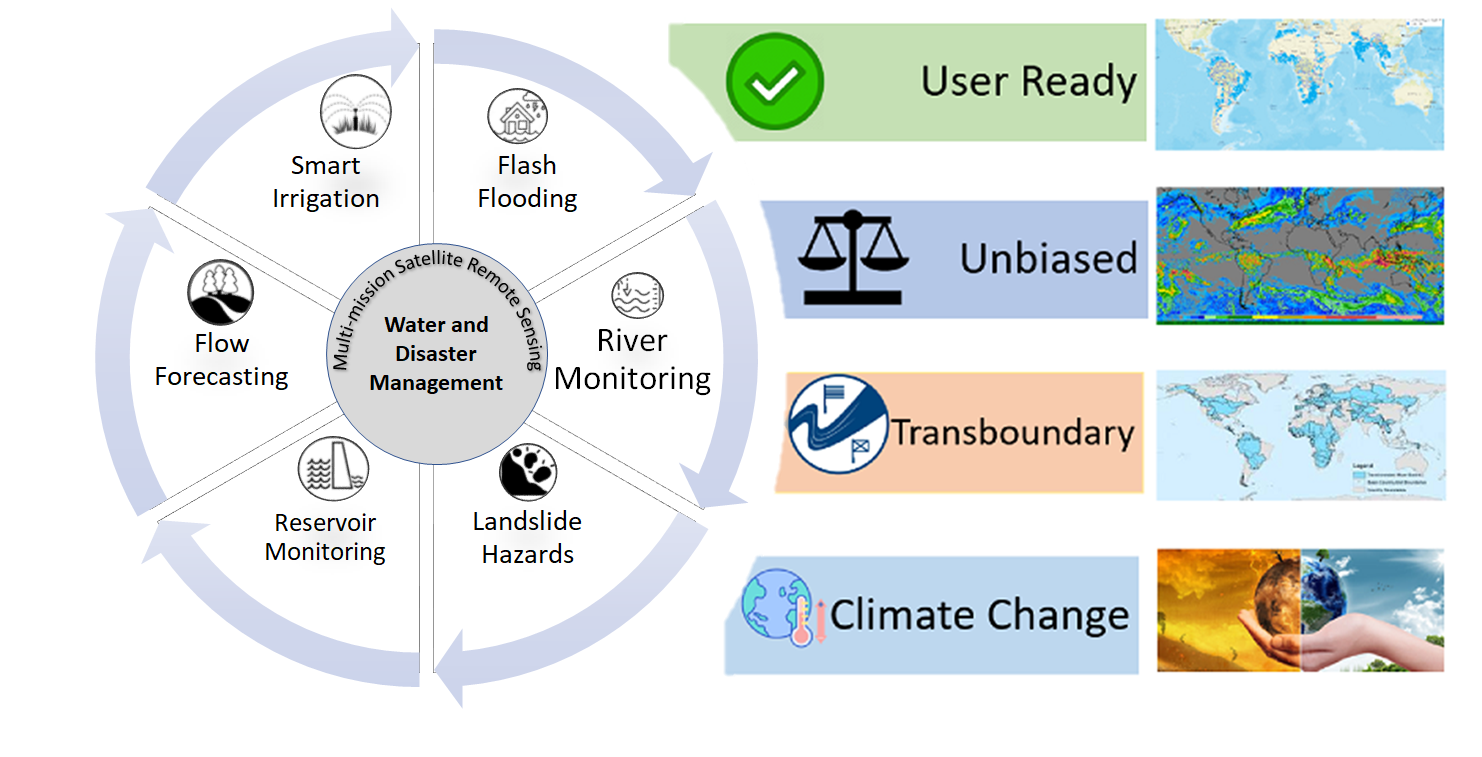 Smart
Irrigation
Flash
Flooding
River
Monitoring
Landslide
Hazards
Reservoir
Monitoring
Flow
Forecasting
Multi-mission Satellite Remote Sensing
Water and
Disaster
Management
User Ready
Unbiased
Transboundary
Legend
Climate Change